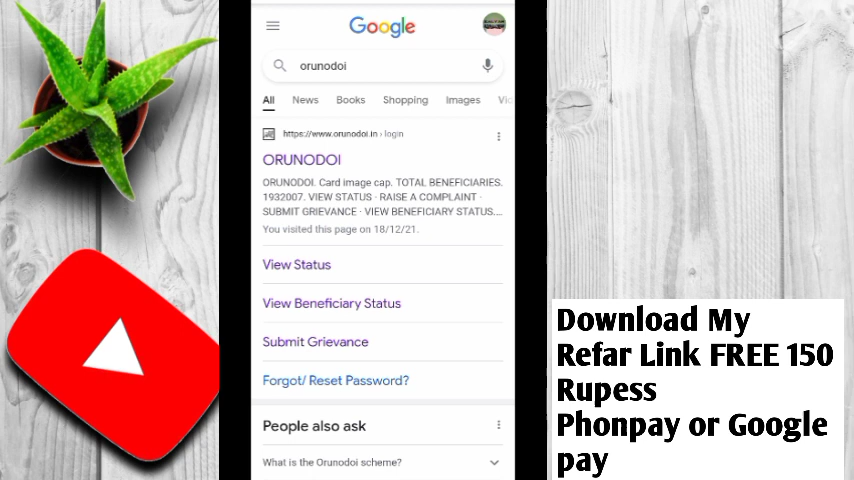 Google
orunodoi
All News Books Shopping Images
https://www.orunodoi.in › login
ORUNODOI
ORUNODOI. Card image cap. TOTAL BENEFICIARIES.
1932007. VIEW STATUS · RAISE A COMPLAINT ·
SUBMIT GRIEVANCE · VIEW BENEFICIARY STATUS....
You visited this page on 18/12/21.
View Status
View Beneficiary Status
Submit Grievance
Forgot/ Reset Password?
People also ask
What is the Orunodoi scheme?
Download My
Refar Link FREE 150
Rupess
Phonpay or Google
pay